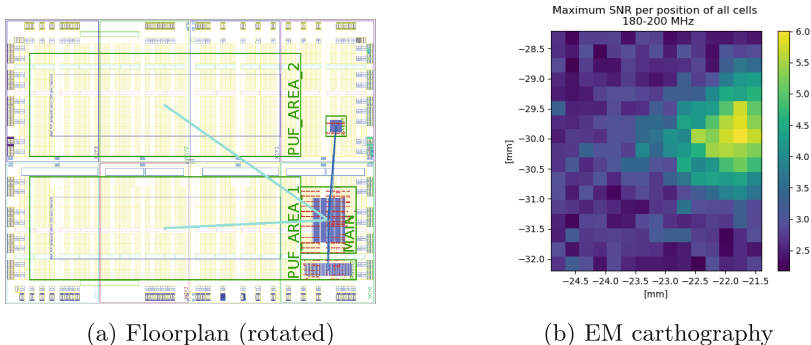 Maximum SNR per position of all cells
180-200 MHz
PUF_AREA_2
PUF_AREA_1
MAIN
−28.5
−29.0
−29.5
−30.0
−30.5
−31.0
−31.5
−32.0
[mm]
−24.5 −24.0 −23.5 −23.0 −22.5 −22.0 −21.5
[mm]
6.0
5.5
5.0
4.5
4.0
3.5
3.0
2.5
(a) Floorplan (rotated)
(b) EM carthography